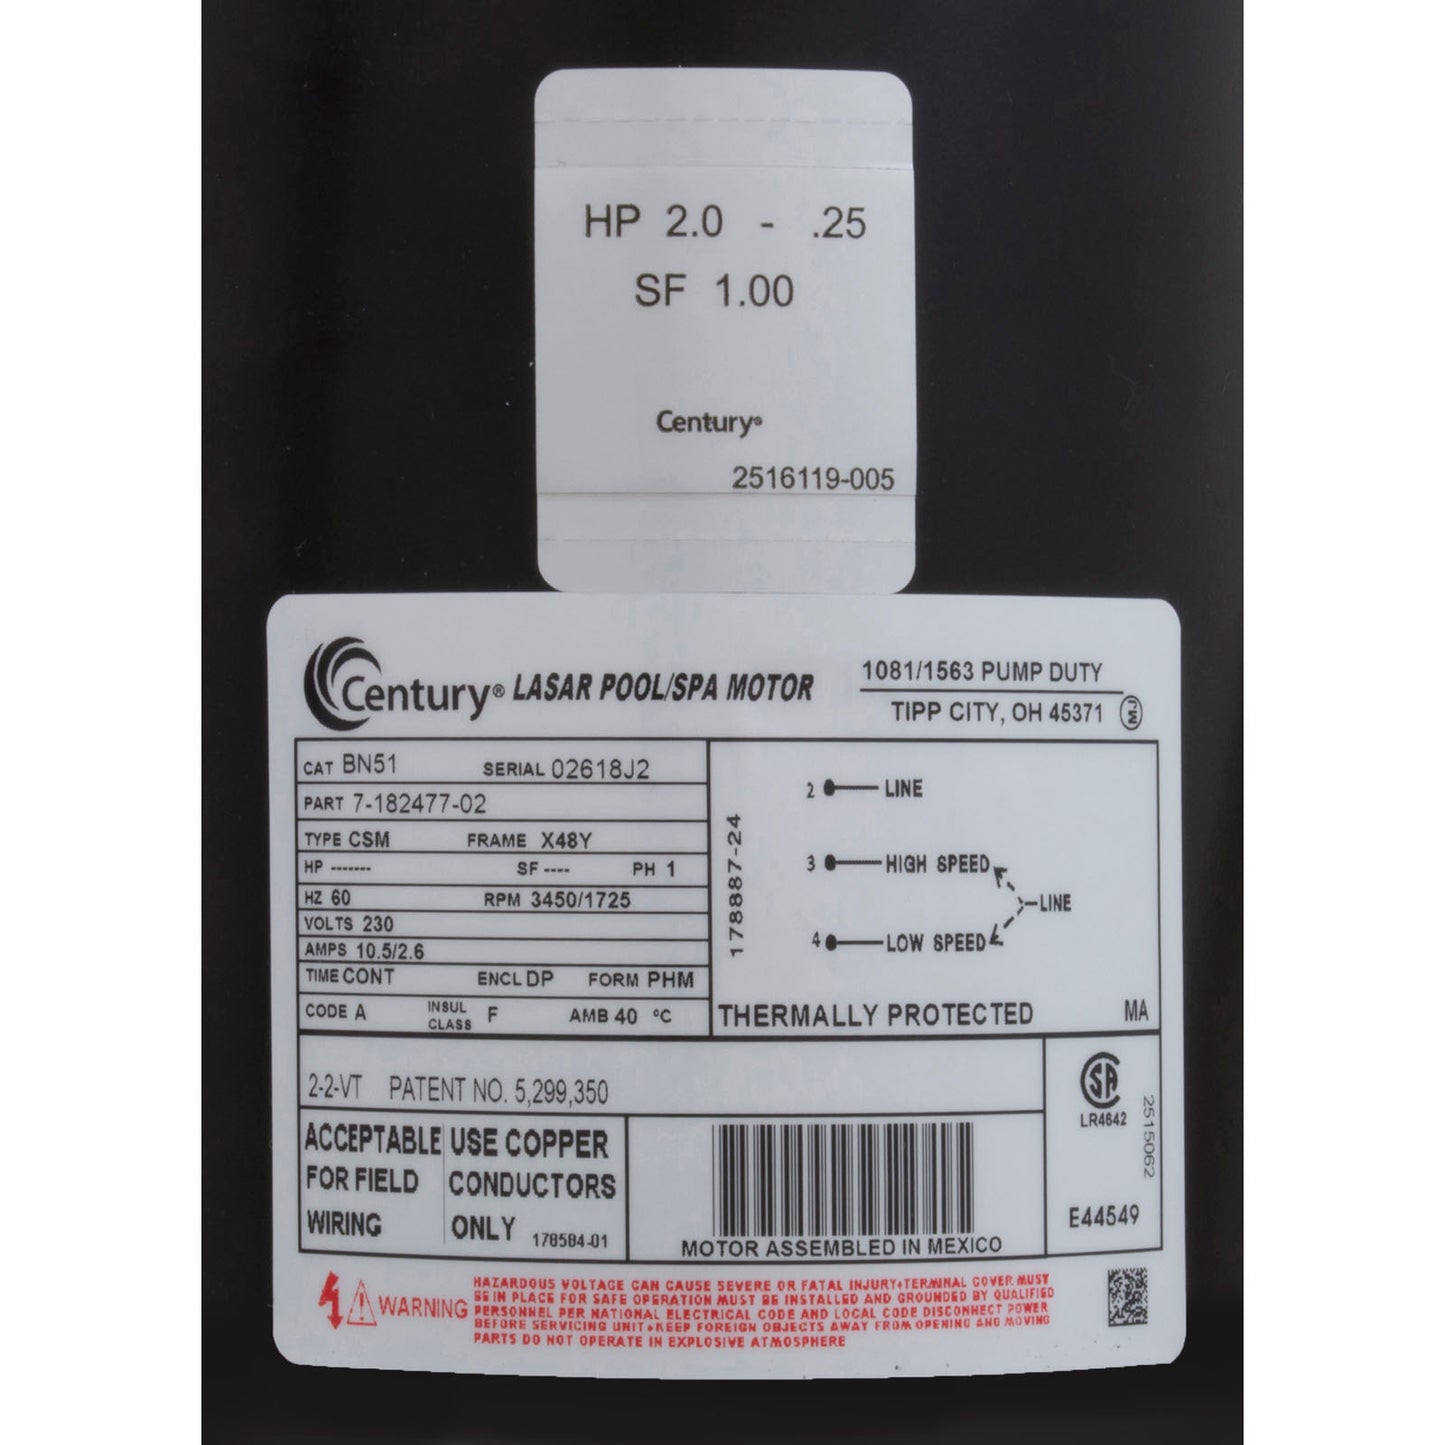 HP 2.0 - .25
SF 1.00
Century®
2516119-005
Century® LASAR POOL/SPA MOTOR
1081/1563 PUMP DUTY
TIPP CITY, OH 45371 MJ
CAT BN51 SERIAL 02618J2
PART 7-182477-02
TYPE CSM FRAME X48Y
HP ------- SF ---- PH 1
HZ 60 RPM 3450/1725
VOLTS 230
AMPS 10.5/2.6
TIME CONT ENCL DP FORM PHM
CODE A INSUL CLASS F AMB 40 °C
178887-24
2 LINE
3 HIGH SPEED
LINE
4 LOW SPEED
THERMALLY PROTECTED MA
2-2-VT PATENT NO. 5,299,350
ACCEPTABLE
FOR FIELD
WIRING
USE COPPER
CONDUCTORS
ONLY 178584-01
MOTOR ASSEMBLED IN MEXICO
SA
LR4642
2515062
E44549
WARNING
HAZARDOUS VOLTAGE CAN CAUSE SEVERE OR FATAL INJURY•TERMINAL COVER MUST
BE IN PLACE FOR SAFE OPERATION MUST BE INSTALLED AND GROUNDED BY QUALIFIED
PERSONNEL PER NATIONAL ELECTRICAL CODE AND LOCAL CODE DISCONNECT POWER
BEFORE SERVICING UNIT•KEEP FOREIGN OBJECTS AWAY FROM OPENING AND MOVING
PARTS DO NOT OPERATE IN EXPLOSIVE ATMOSPHERE